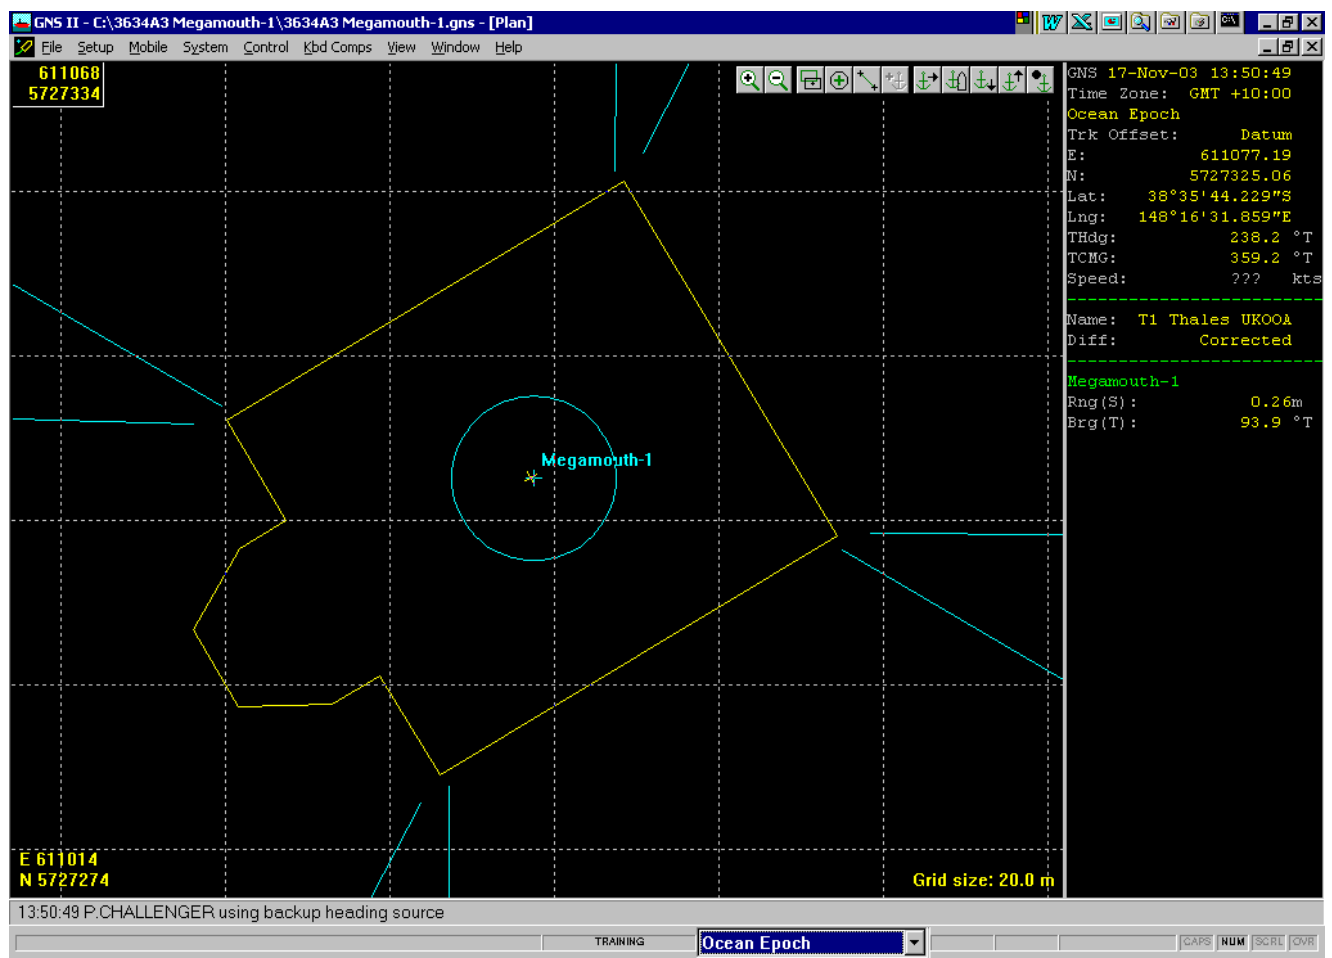 GNS II - C:\3634A3 Megamouth-1\3634A3 Megamouth-1.gns - [Plan]
File Setup Mobile System Control Kbd Comps View Window Help
611068
5727334
GNS 17-Nov-03 13:50:49
Time Zone: GMT +10:00
Ocean Epoch
Trk Offset: Datum
E: 611077.19
N: 5727325.06
Lat: 38°35'44.229"S
Lng: 148°16'31.859"E
THdg: 238.2 °T
TCMG: 359.2 °T
Speed: ??? kts
Name: T1 Thales UKOOA
Diff: Corrected
Megamouth-1
Rng(S): 0.26m
Brg(T): 93.9 °T
Megamouth-1
E 611014
N 5727274
Grid size: 20.0 m
13:50:49 P.CHALLENGER using backup heading source
TRAINING
Ocean Epoch
CAPS NUM SCRL OVR